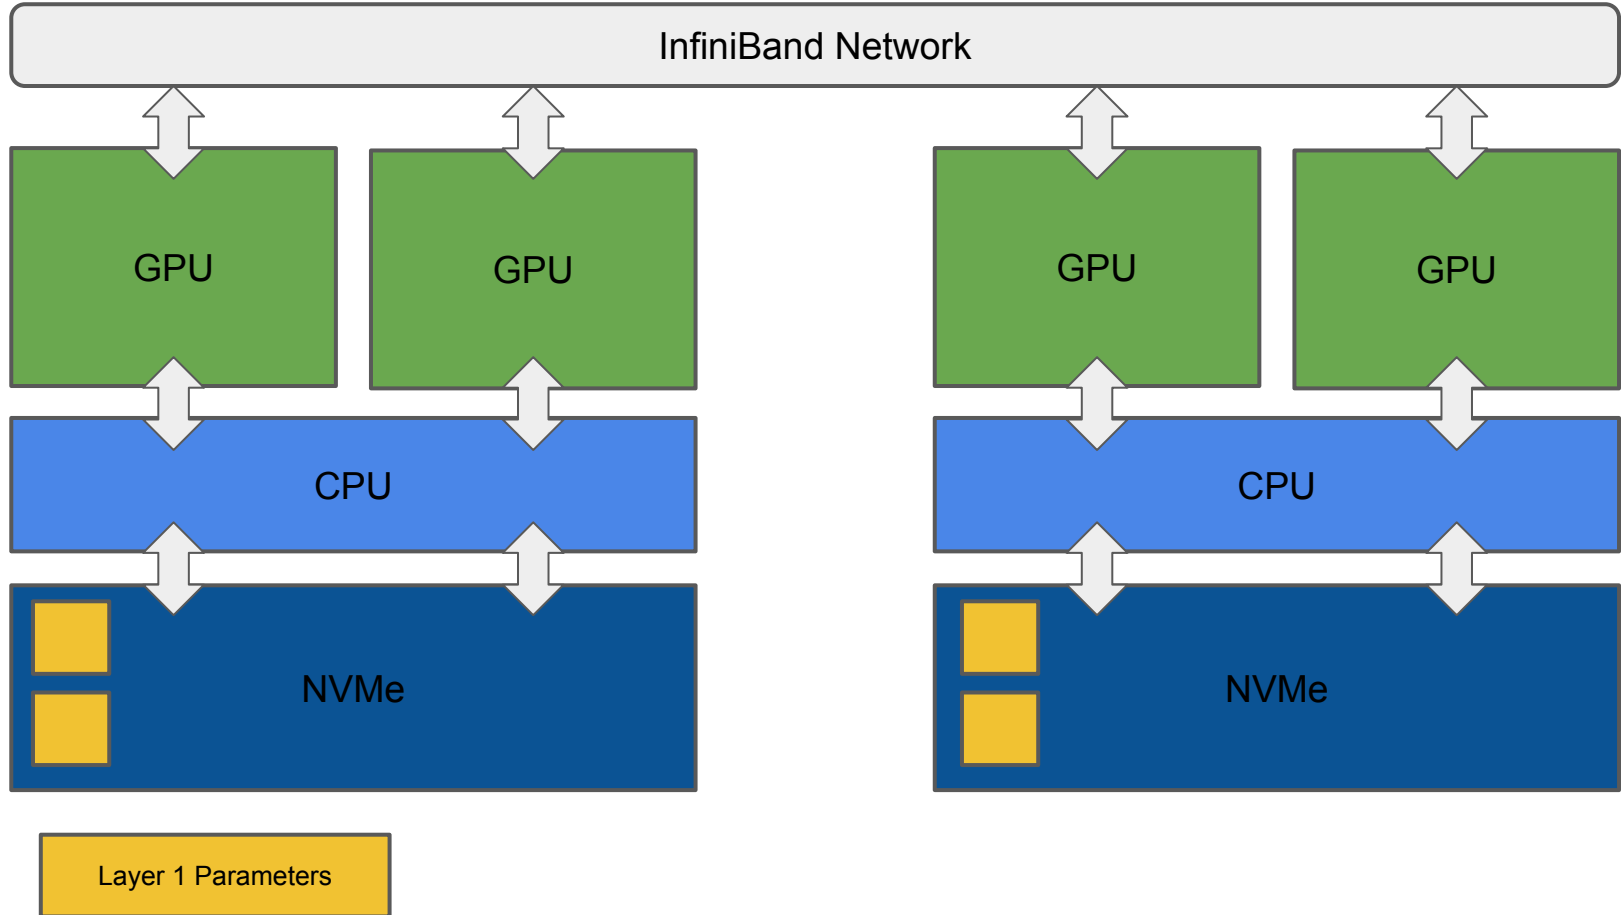 InfiniBand Network
GPU
GPU
GPU
GPU
CPU
CPU
NVMe
NVMe
Layer 1 Parameters